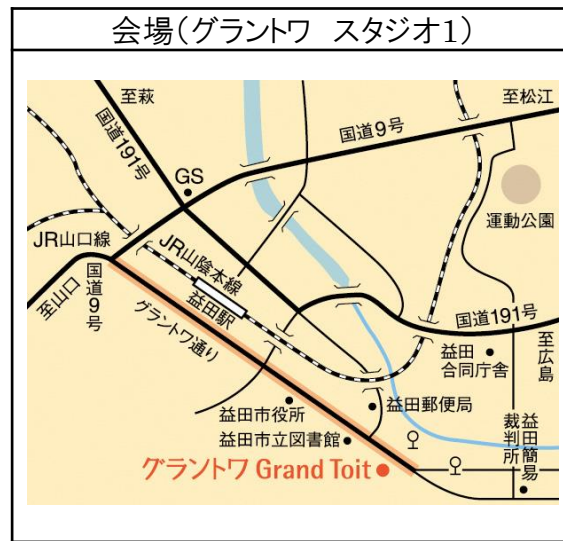 会場(グラントワ　スタジオ1)
至萩
至松江
国道191号
国道9号
GS
運動公園
JR山口線
JR山陰本線
至山口
国道9号
益田駅
グラントワ通り
国道191号
至広島
益田
合同庁舎
益田市役所
益田郵便局
益田市立図書館
益田簡易
裁判所
グラントワ Grand Toit